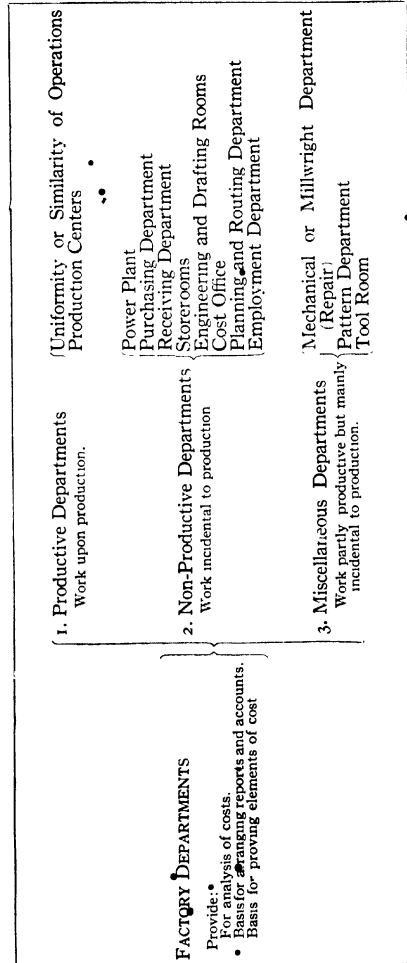 FACTORY DEPARTMENTS
Provide:
For analysis of costs.
Basis for arranging reports and accounts.
Basis for proving elements of cost
1. Productive Departments
Work upon production.
Uniformity or Similarity of Operations
Production Centers
2. Non-Productive Departments
Work incidental to production
Power Plant
Purchasing Department
Receiving Department
Storerooms
Engineering and Drafting Rooms
Cost Office
Planning and Routing Department
Employment Department
3. Miscellaneous Departments
Work partly productive but mainly
incidental to production.
Mechanical or Millwright Department
(Repair)
Pattern Department
Tool Room